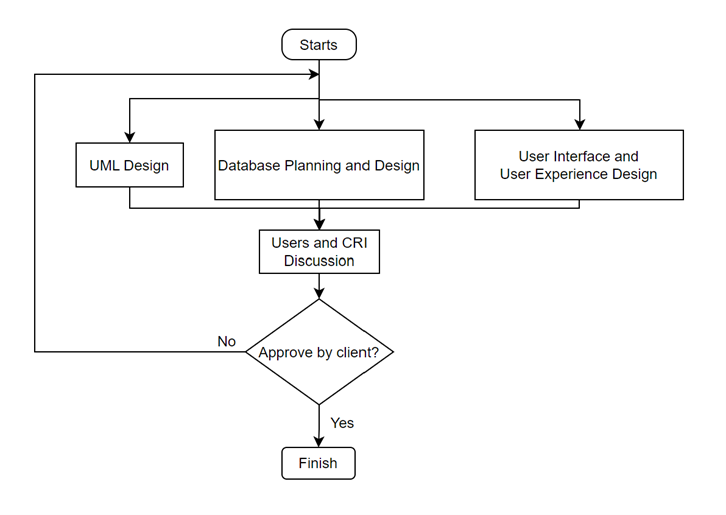 Starts
UML Design
Database Planning and Design
User Interface and
User Experience Design
Users and CRI
Discussion
No
Approve by client?
Yes
Finish